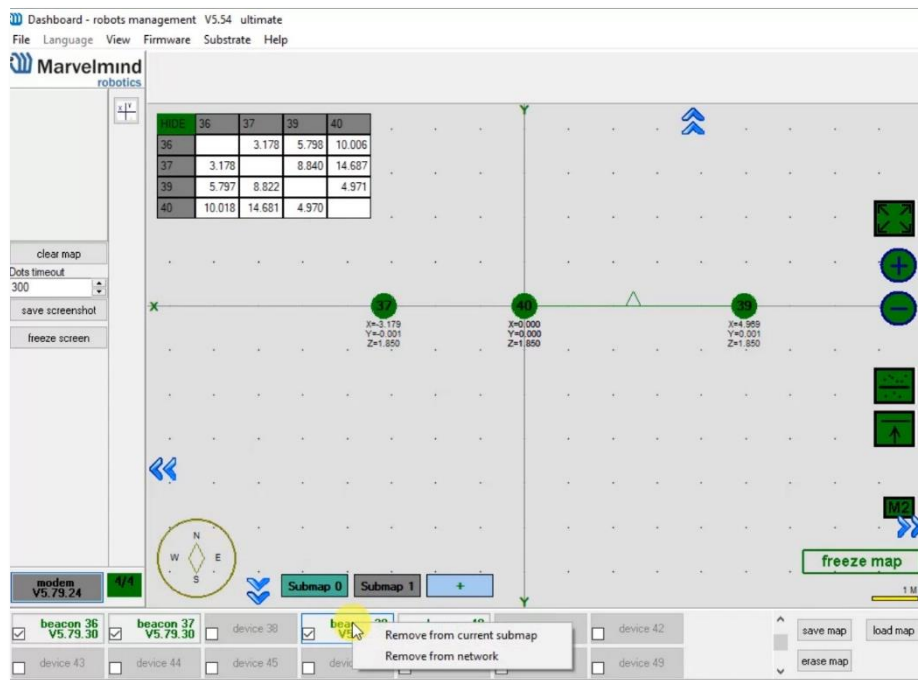 Dashboard - robots management V5.54 ultimate
File Language View Firmware Substrate Help
Marvelmind
robotics
X Y
HIDE 36 37 39 40
36 3.178 5.798 10.006
37 3.178 8.840 14.687
39 5.797 8.822 4.971
40 10.018 14.681 4.970
Y
clear map
Dots timeout
300
save screenshot
freeze screen
X
37 40 39
X=-3.179 X=0.000 X=4.969
Y=-0.001 Y=0.000 Y=0.001
Z=1.850 Z=1.850 Z=1.850
N
W E
S
M2
freeze map
modem
V5.79.24
4/4
Submap 0 Submap 1 +
Y
1 M
beacon 36
V5.79.30
beacon 37
V5.79.30
device 38
device 42
Remove from current submap
Remove from network
save map load map
device 43 device 44 device 45 device 49
erase map